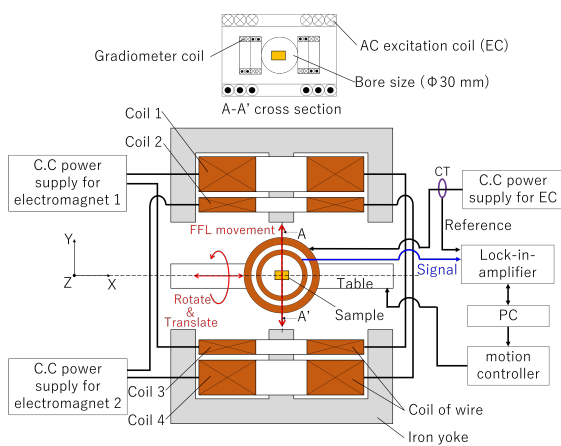 Gradiometer coil
AC excitation coil (EC)
Bore size (Φ30 mm)
A-A' cross section
Coil 1
Coil 2
C.C power
supply for
electromagnet 1
CT
C.C power
supply for EC
FFL movement
A
Reference
Y
Z
X
Signal
Lock-in-
amplifier
Table
Rotate
&
Translate
Sample
A'
PC
motion
controller
C.C power
supply for
electromagnet 2
Coil 3
Coil 4
Coil of wire
Iron yoke